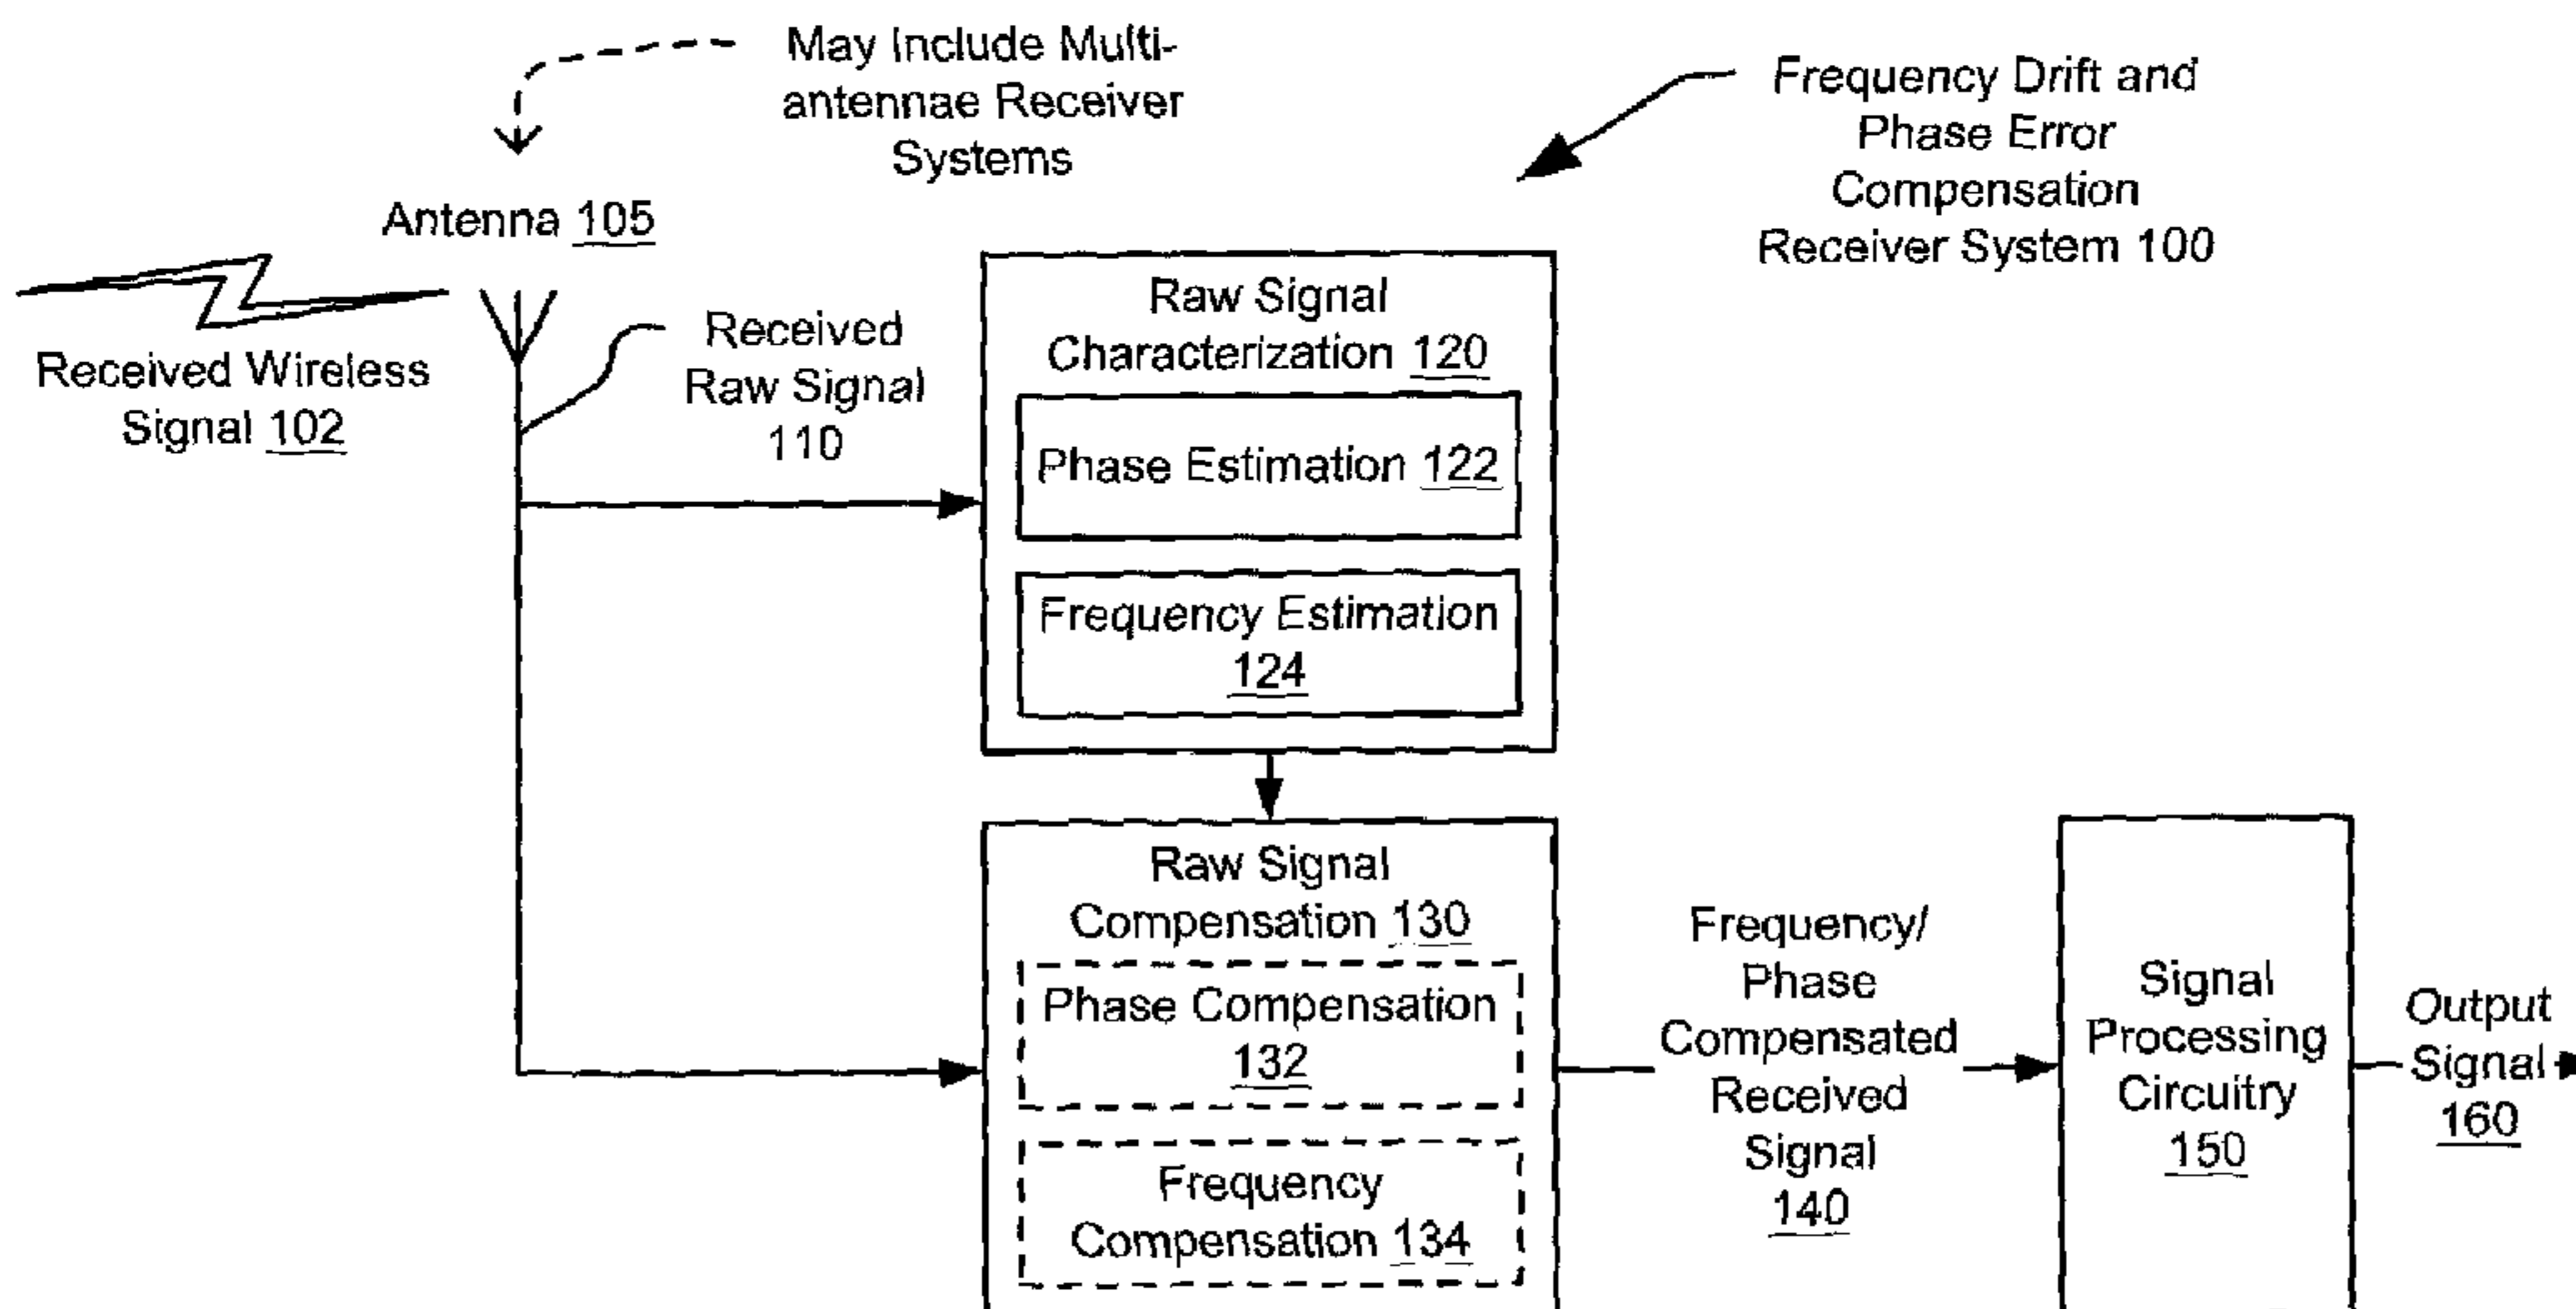 May Include Multi-
antennae Receiver
Systems
Frequency Drift and
Phase Error
Compensation
Receiver System 100
Antenna 105
Received Wireless
Signal 102
Received
Raw Signal
110
Raw Signal
Characterization 120
Phase Estimation 122
Frequency Estimation
124
Raw Signal
Compensation 130
Phase Compensation
132
Frequency
Compensation 134
Frequency/
Phase
Compensated
Received
Signal
140
Signal
Processing
Circuitry
150
Output
Signal
160